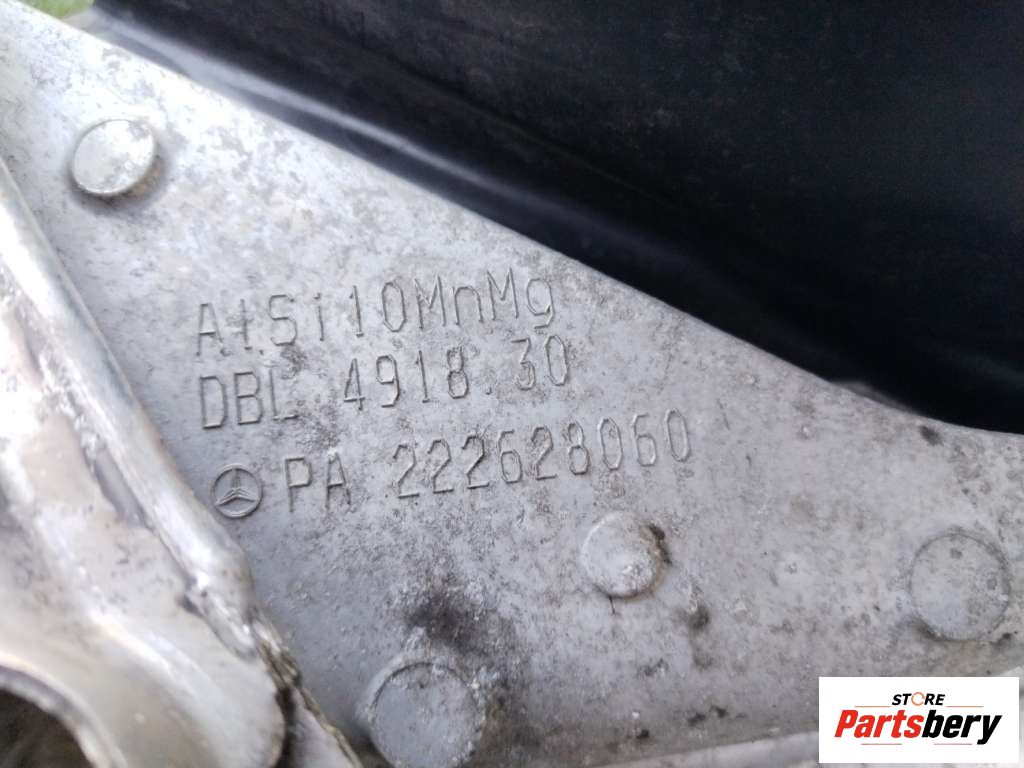 AlSi10MnMg
DBL 4918.30
PA 222628060
STORE
Partsbery